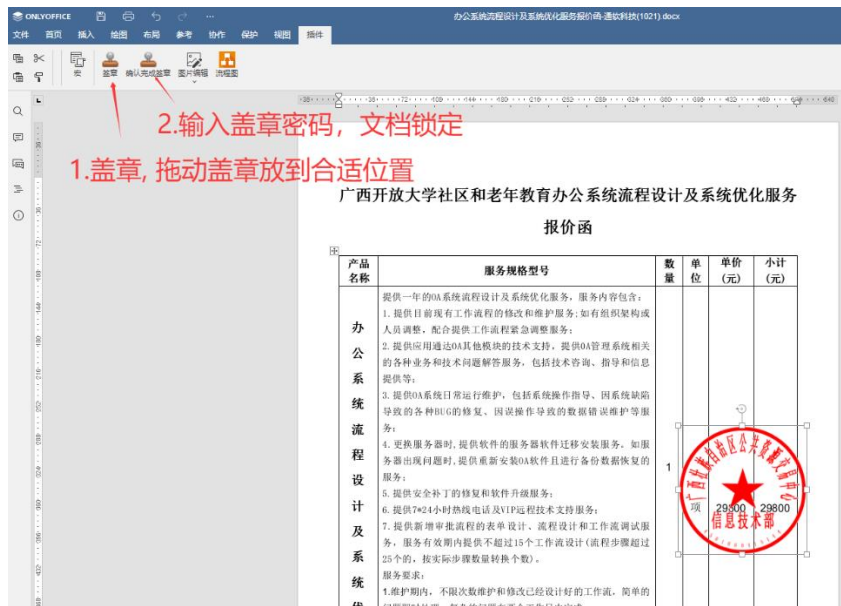 ONLYOFFICE
办公系统流程设计及系统优化服务报价函-通软科技(1021).docx
文件 首页 插入 绘图 布局 参考 协作 保护 视图 插件
宏 签章 确认完成签章 图片编辑 流程图
2.输入盖章密码，文档锁定
1.盖章,拖动盖章放到合适位置
广西开放大学社区和老年教育办公系统流程设计及系统优化服务
报价函
产品名称 服务规格型号 数量 单位 单价(元) 小计(元)
办公系统流程设计及系统
提供一年的OA系统流程设计及系统优化服务，服务内容包含：
1.提供目前现有工作流程的修改和维护服务;如有组织架构或
人员调整，配合提供工作流程紧急调整服务；
2.提供应用通达OA其他模块的技术支持，提供OA管理系统相关
的各种业务和技术问题解答服务，包括技术咨询、指导和信息
提供等；
3.提供OA系统日常运行维护，包括系统操作指导、因系统缺陷
导致的各种BUG的修复、因误操作导致的数据错误维护等服
务；
4.更换服务器时,提供软件的服务器软件迁移安装服务。如服
务器出现问题时,提供重新安装OA软件且进行备份数据恢复的
服务；
5.提供安全补丁的修复和软件升级服务；
6.提供7*24小时热线电话及VIP远程技术支持服务；
7.提供新增审批流程的表单设计、流程设计和工作流调试服
务，服务有效期内提供不超过15个工作流设计(流程步骤超过
25个的，按实际步骤数量转换个数)。
服务要求：
1.维护期内，不限次数维护和修改已经设计好的工作流，简单的
1 项 29800 29800
广西壮族自治区公共资源交易中心
信息技术部